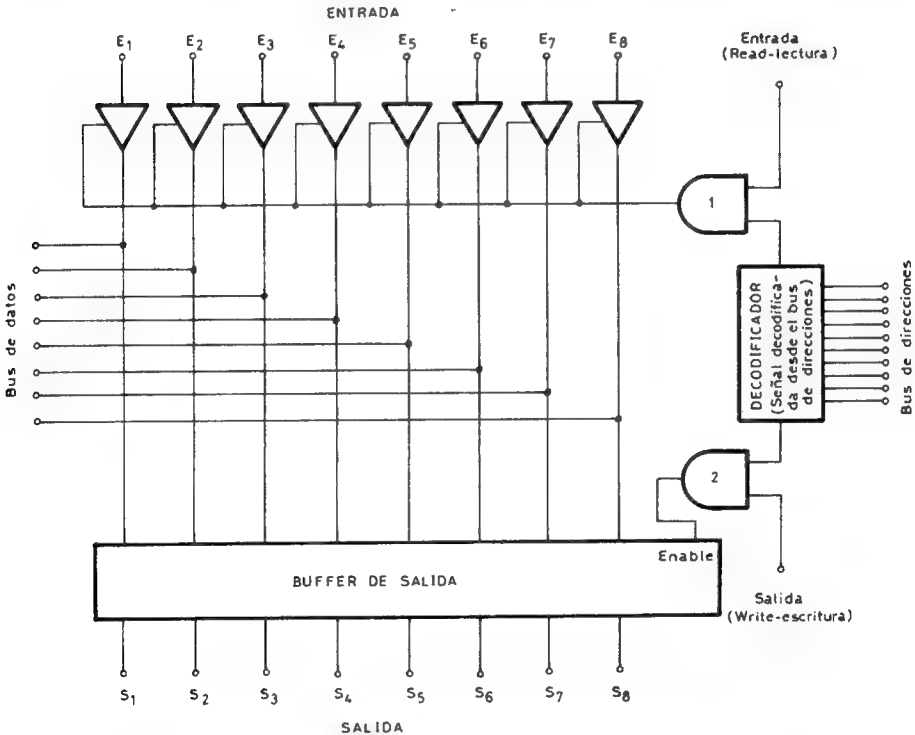 ENTRADA
E1 E2 E3 E4 E5 E6 E7 E8
Entrada
(Read-lectura)
1
Bus de datos
DECODIFICADOR
(Señal decodifica-
da desde el bus
de direcciones)
Bus de direcciones
2
Enable
BUFFER DE SALIDA
Salida
(Write-escritura)
S1 S2 S3 S4 S5 S6 S7 S8
SALIDA